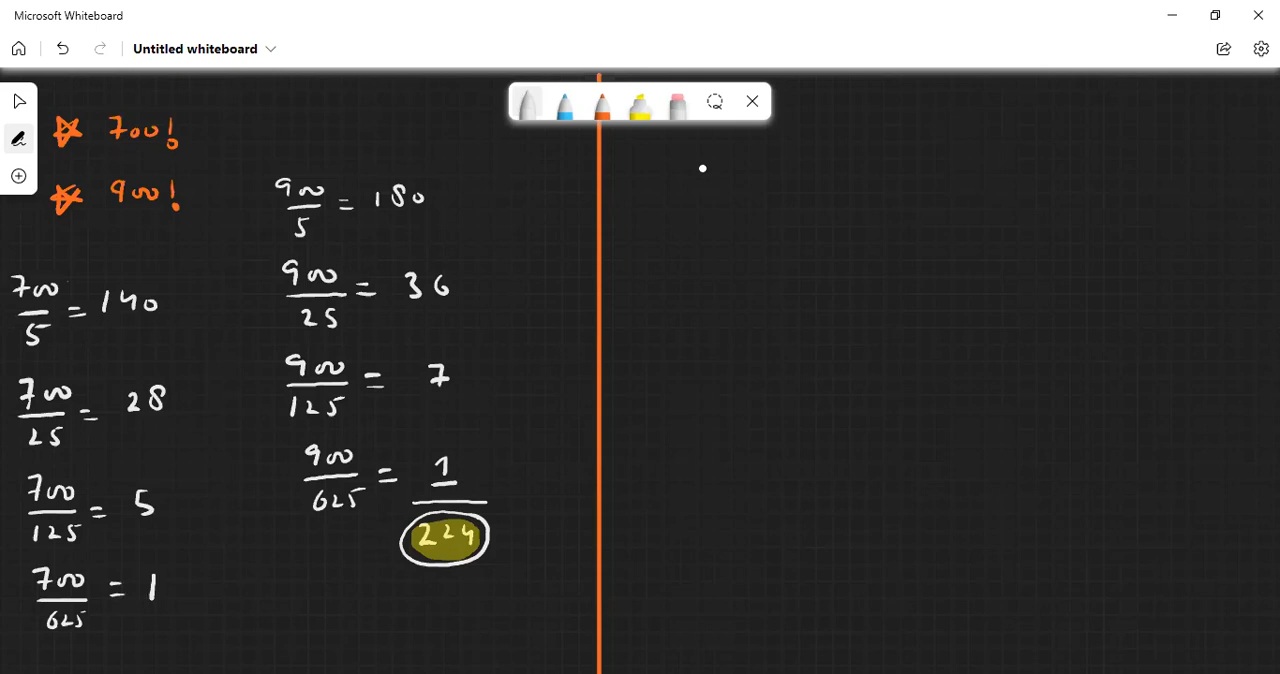 Microsoft Whiteboard
Untitled whiteboard
700!
900!
700/5 = 140
700/25 = 28
700/125 = 5
700/625 = 1
900/5 = 180
900/25 = 36
900/125 = 7
900/625 = 1
224